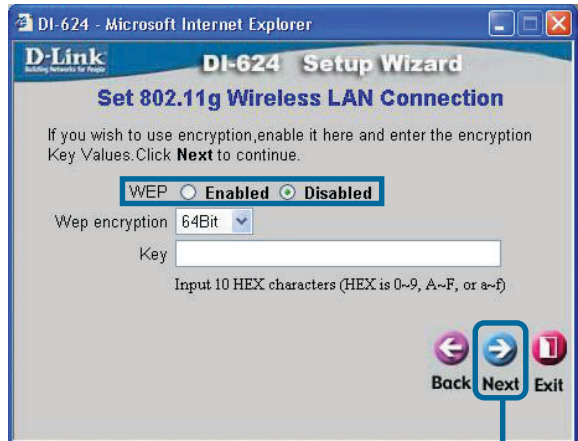 DI-624 - Microsoft Internet Explorer
D-Link
Building Networks for People
DI-624 Setup Wizard
Set 802.11g Wireless LAN Connection
If you wish to use encryption,enable it here and enter the encryption
Key Values.Click Next to continue.
WEP Enabled Disabled
Wep encryption 64Bit
Key
Input 10 HEX characters (HEX is 0~9, A~F, or a~f)
Back Next Exit